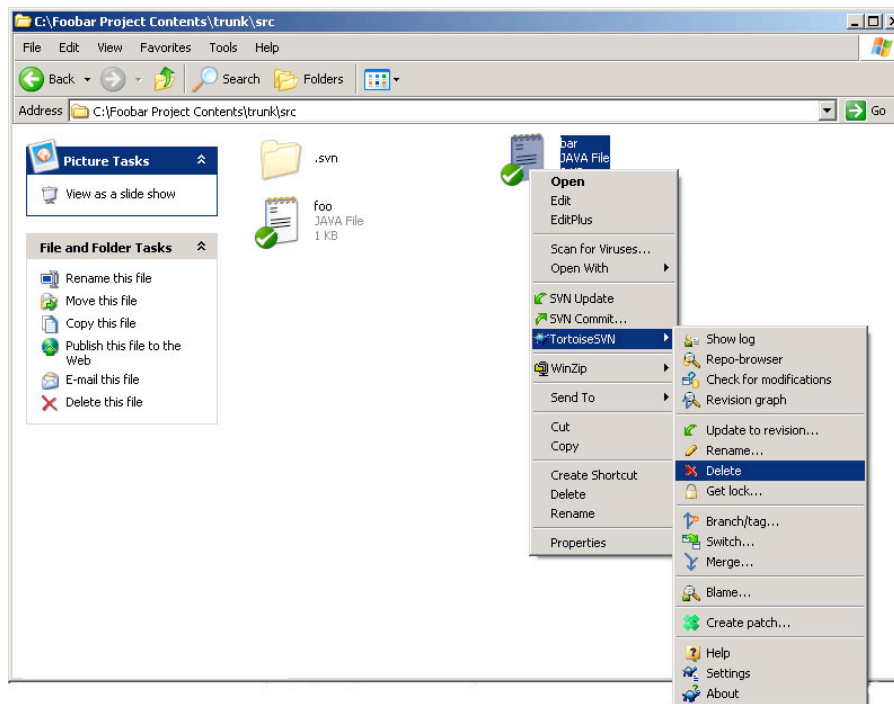 C:\Foobar Project Contents\trunk\src
File Edit View Favorites Tools Help
Back Search Folders
Address C:\Foobar Project Contents\trunk\src Go
Picture Tasks
View as a slide show
File and Folder Tasks
Rename this file
Move this file
Copy this file
Publish this file to the
Web
E-mail this file
Delete this file
.svn
foo
JAVA File
1 KB
bar
JAVA File
Open
Edit
EditPlus
Scan for Viruses...
Open With
SVN Update
SVN Commit...
TortoiseSVN
WinZip
Send To
Cut
Copy
Create Shortcut
Delete
Rename
Properties
Show log
Repo-browser
Check for modifications
Revision graph
Update to revision...
Rename...
Delete
Get lock...
Branch/tag...
Switch...
Merge...
Blame...
Create patch...
Help
Settings
About